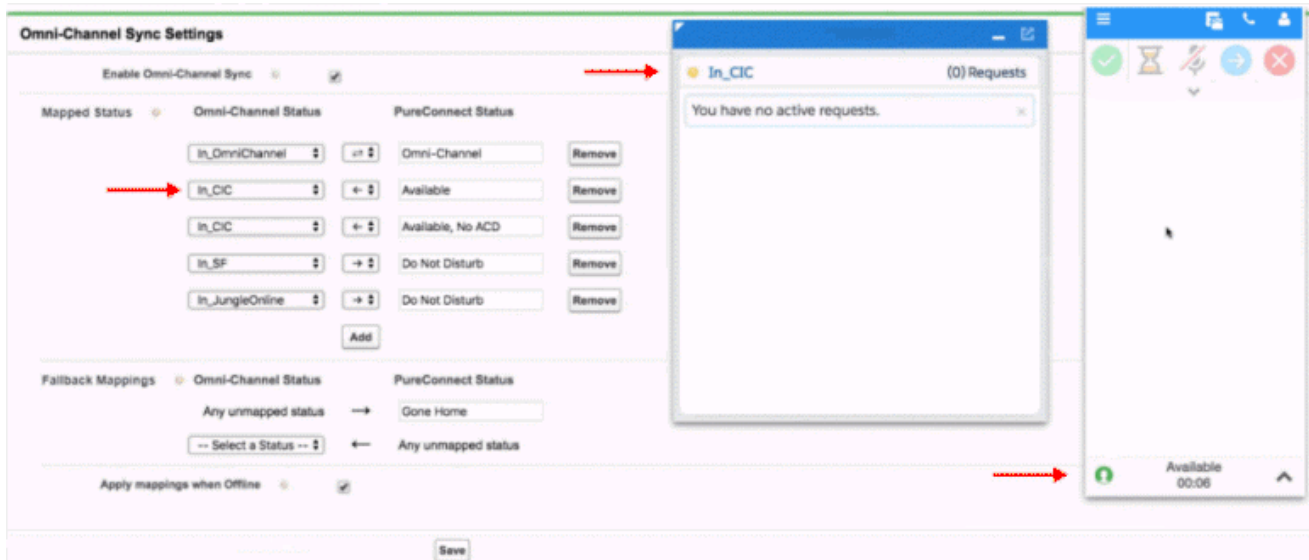 Omni-Channel Sync Settings
Enable Omni-Channel Sync
Mapped Status Omni-Channel Status PureConnect Status
In_OmniChannel Omni-Channel Remove
In_CIC ← Available Remove
In_CIC ← Available, No ACD Remove
In_SF → Do Not Disturb Remove
In_JungleOnline → Do Not Disturb Remove
Add
Fallback Mappings Omni-Channel Status PureConnect Status
Any unmapped status → Gone Home
-- Select a Status -- ← Any unmapped status
Apply mappings when Offline
Save
In_CIC (0) Requests
You have no active requests.
Available
00:06